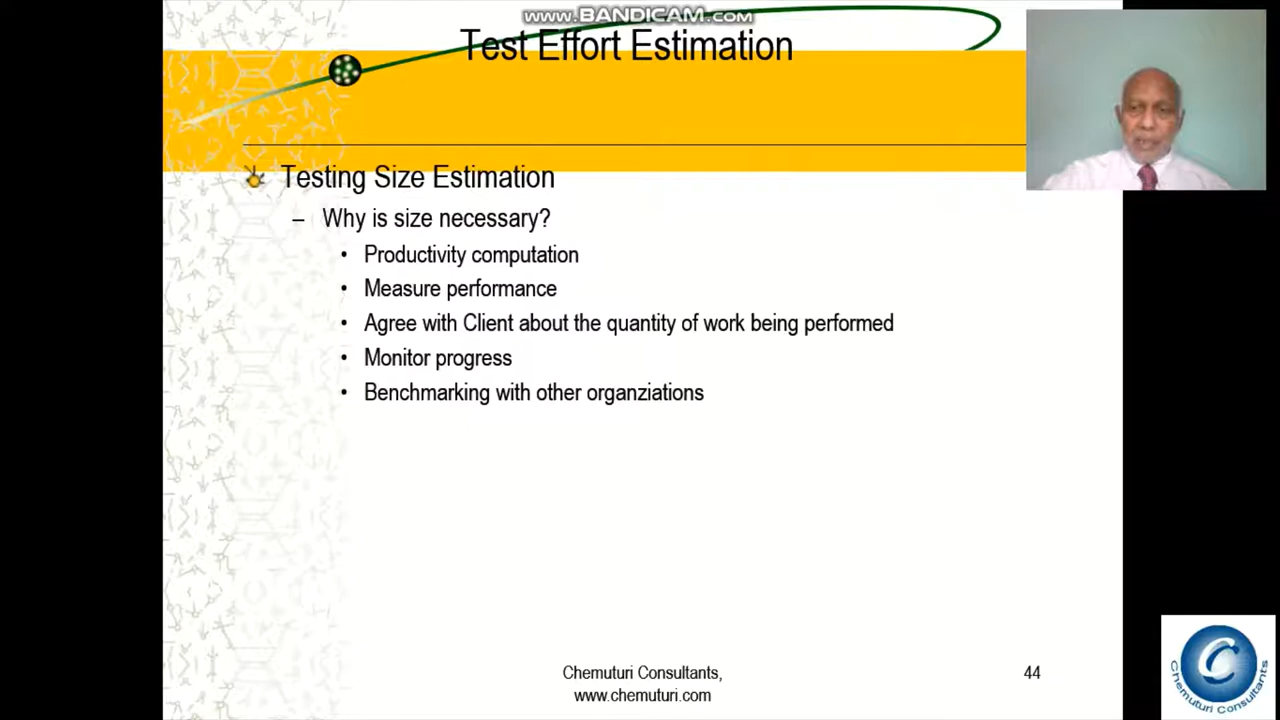 www.BANDICAM.com
Test Effort Estimation
Testing Size Estimation
– Why is size necessary?
• Productivity computation
• Measure performance
• Agree with Client about the quantity of work being performed
• Monitor progress
• Benchmarking with other organziations
Chemuturi Consultants,
www.chemuturi.com
44
Chemuturi Consultants